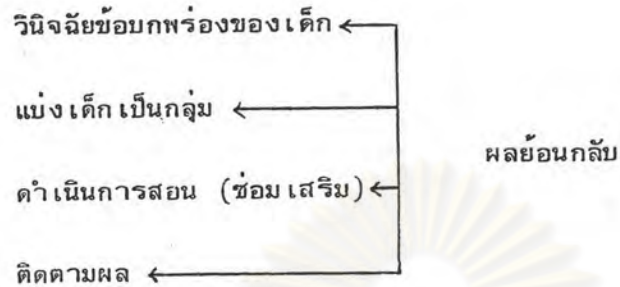 วินิจฉัยข้อบกพร่องของเด็ก
แบ่งเด็กเป็นกลุ่ม
ผลย้อนกลับ
ดำเนินการสอน (ซ่อมเสริม)
ติดตามผล